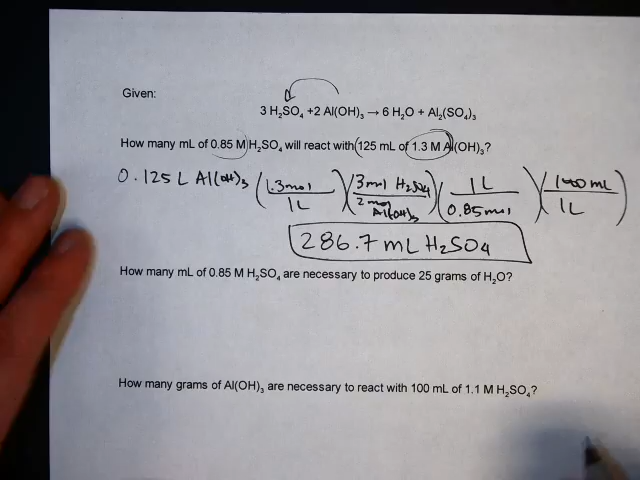 Given:
3 H₂SO₄ +2 Al(OH)₃ → 6 H₂O + Al₂(SO₄)₃
How many mL of 0.85 M H₂SO₄ will react with 125 mL of 1.3 M Al(OH)₃?
0.125 L Al(OH)₃ (1.3 mol / 1L) (3 mol H₂SO₄ / 2 mol Al(OH)₃) (1L / 0.85 mol) (1000 mL / 1L)
286.7 mL H₂SO₄
How many mL of 0.85 M H₂SO₄ are necessary to produce 25 grams of H₂O?
How many grams of Al(OH)₃ are necessary to react with 100 mL of 1.1 M H₂SO₄?